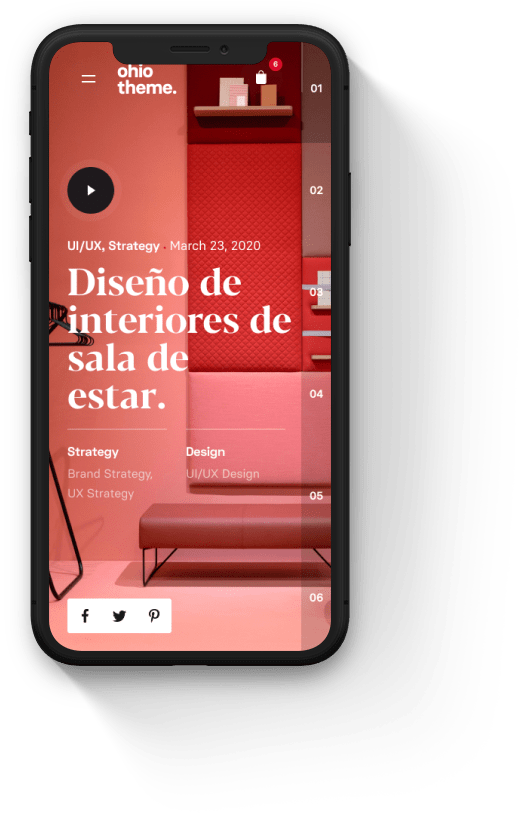 ohio
theme.
6
01
02
UI/UX, Strategy · March 23, 2020
Diseño de
interiores de
sala de
estar.
03
04
Strategy
Brand Strategy,
UX Strategy
Design
UI/UX Design
05
06